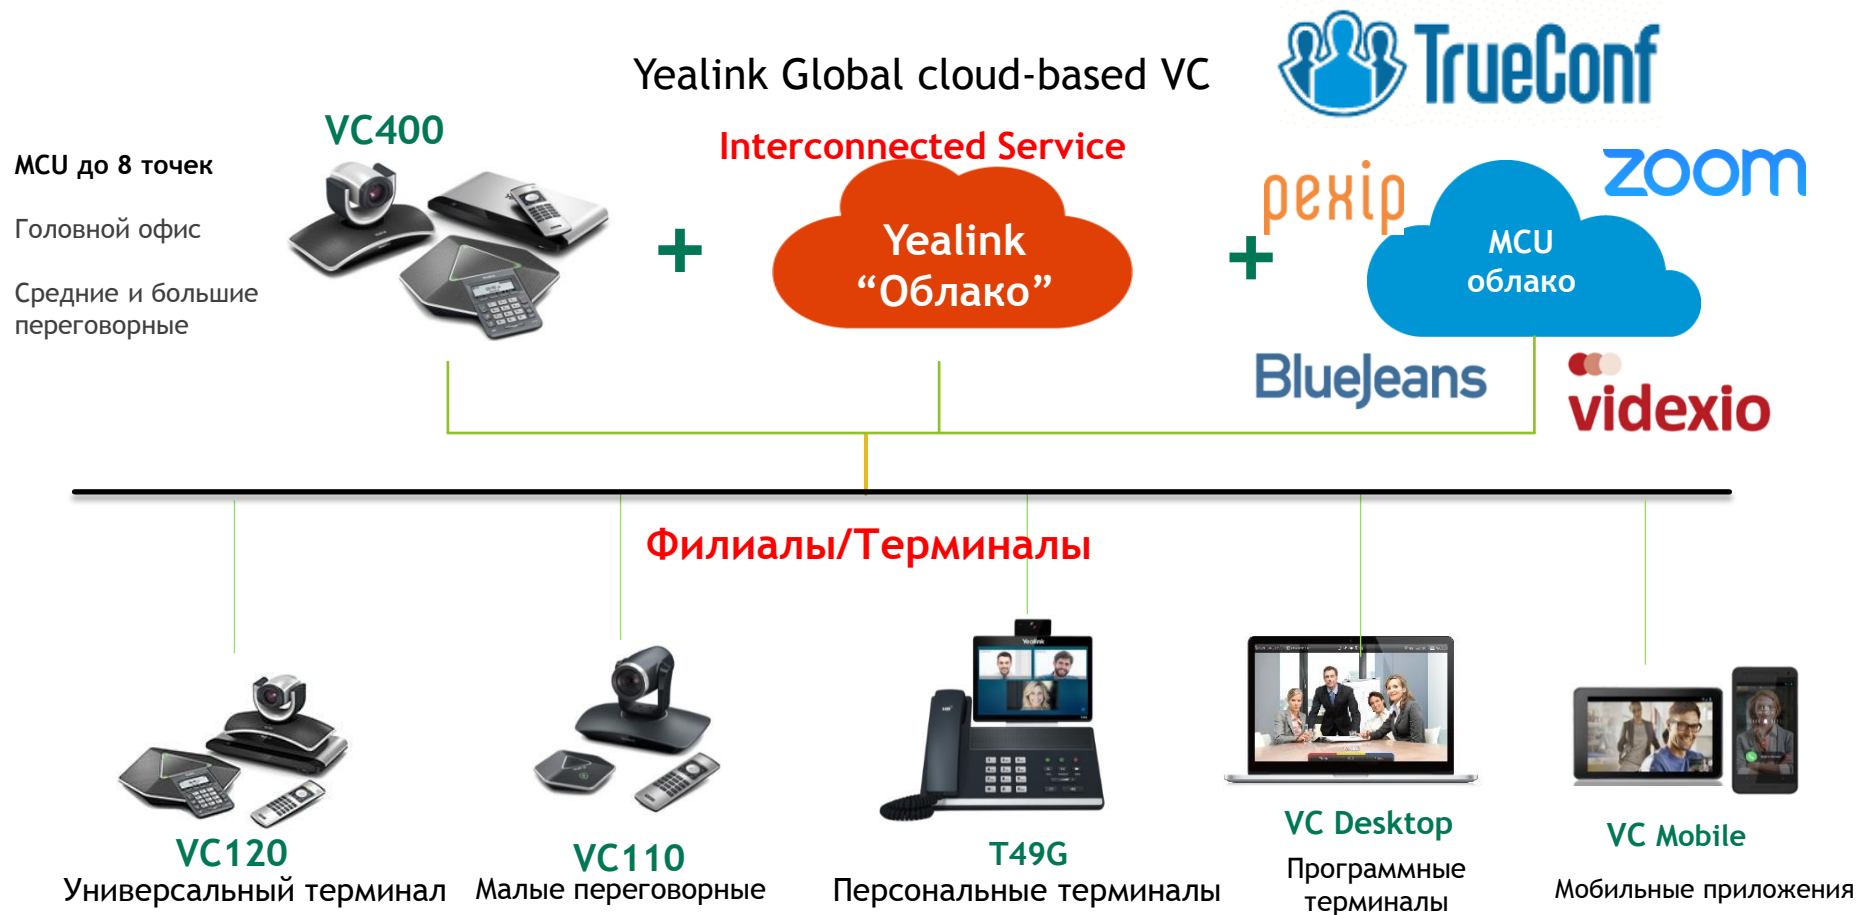 Yealink Global cloud-based VC
TrueConf
VC400
Interconnected Service
MCU до 8 точек
Головной офис
Средние и большие
переговорные
+
Yealink
“Облако”
+
pexip
zoom
MCU
облако
BlueJeans
videxio
Филиалы/Терминалы
Yealink
VC120
Универсальный терминал
VC110
Малые переговорные
T49G
Персональные терминалы
VC Desktop
Программные
терминалы
VC Mobile
Мобильные приложения